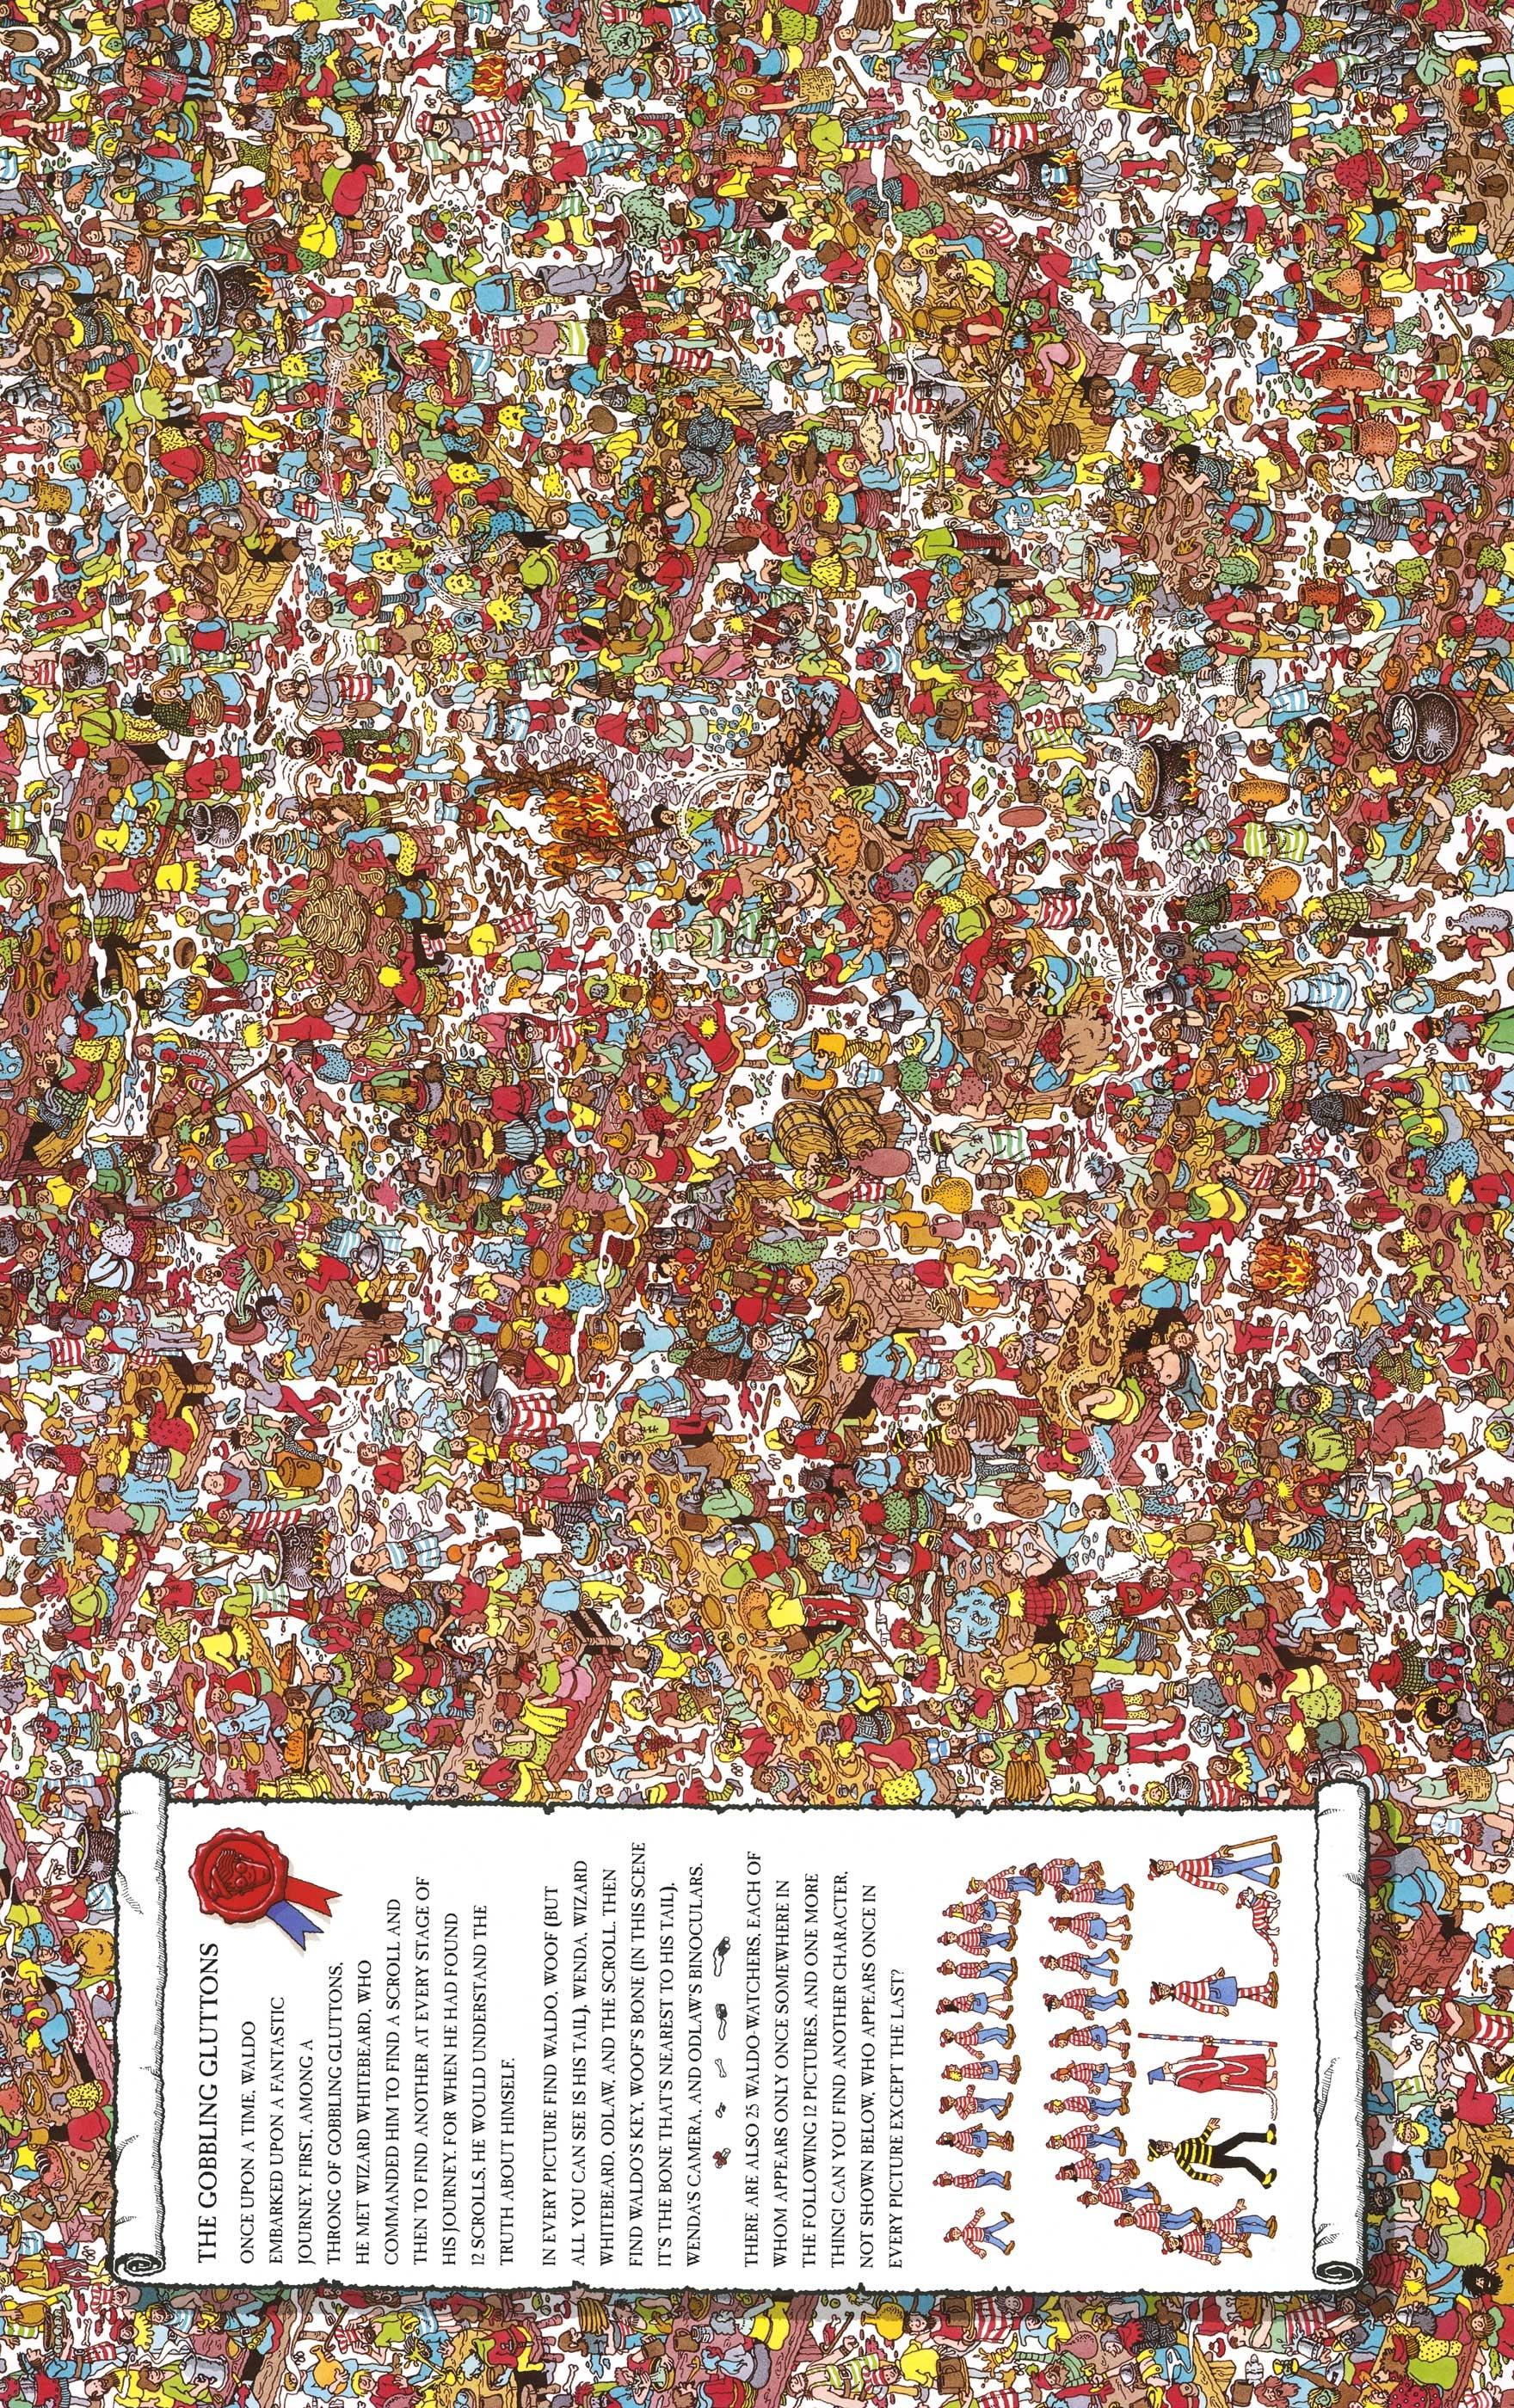 THE GOBBLING GLUTTONS
ONCE UPON A TIME, WALDO
EMBARKED UPON A FANTASTIC
JOURNEY. FIRST, AMONG A
THRONG OF GOBBLING GLUTTONS,
HE MET WIZARD WHITEBEARD, WHO
COMMANDED HIM TO FIND A SCROLL AND
THEN TO FIND ANOTHER AT EVERY STAGE OF
HIS JOURNEY. FOR WHEN HE HAD FOUND
12 SCROLLS, HE WOULD UNDERSTAND THE
TRUTH ABOUT HIMSELF.
IN EVERY PICTURE FIND WALDO, WOOF (BUT
ALL YOU CAN SEE IS HIS TAIL), WENDA, WIZARD
WHITEBEARD, ODLAW, AND THE SCROLL. THEN
FIND WALDO'S KEY, WOOF'S BONE (IN THIS SCENE
IT'S THE BONE THAT'S NEAREST TO HIS TAIL),
WENDA'S CAMERA, AND ODLAW'S BINOCULARS.
THERE ARE ALSO 25 WALDO-WATCHERS, EACH OF
WHOM APPEARS ONLY ONCE SOMEWHERE IN
THE FOLLOWING 12 PICTURES. AND ONE MORE
THING! CAN YOU FIND ANOTHER CHARACTER,
NOT SHOWN BELOW, WHO APPEARS ONCE IN
EVERY PICTURE EXCEPT THE LAST?